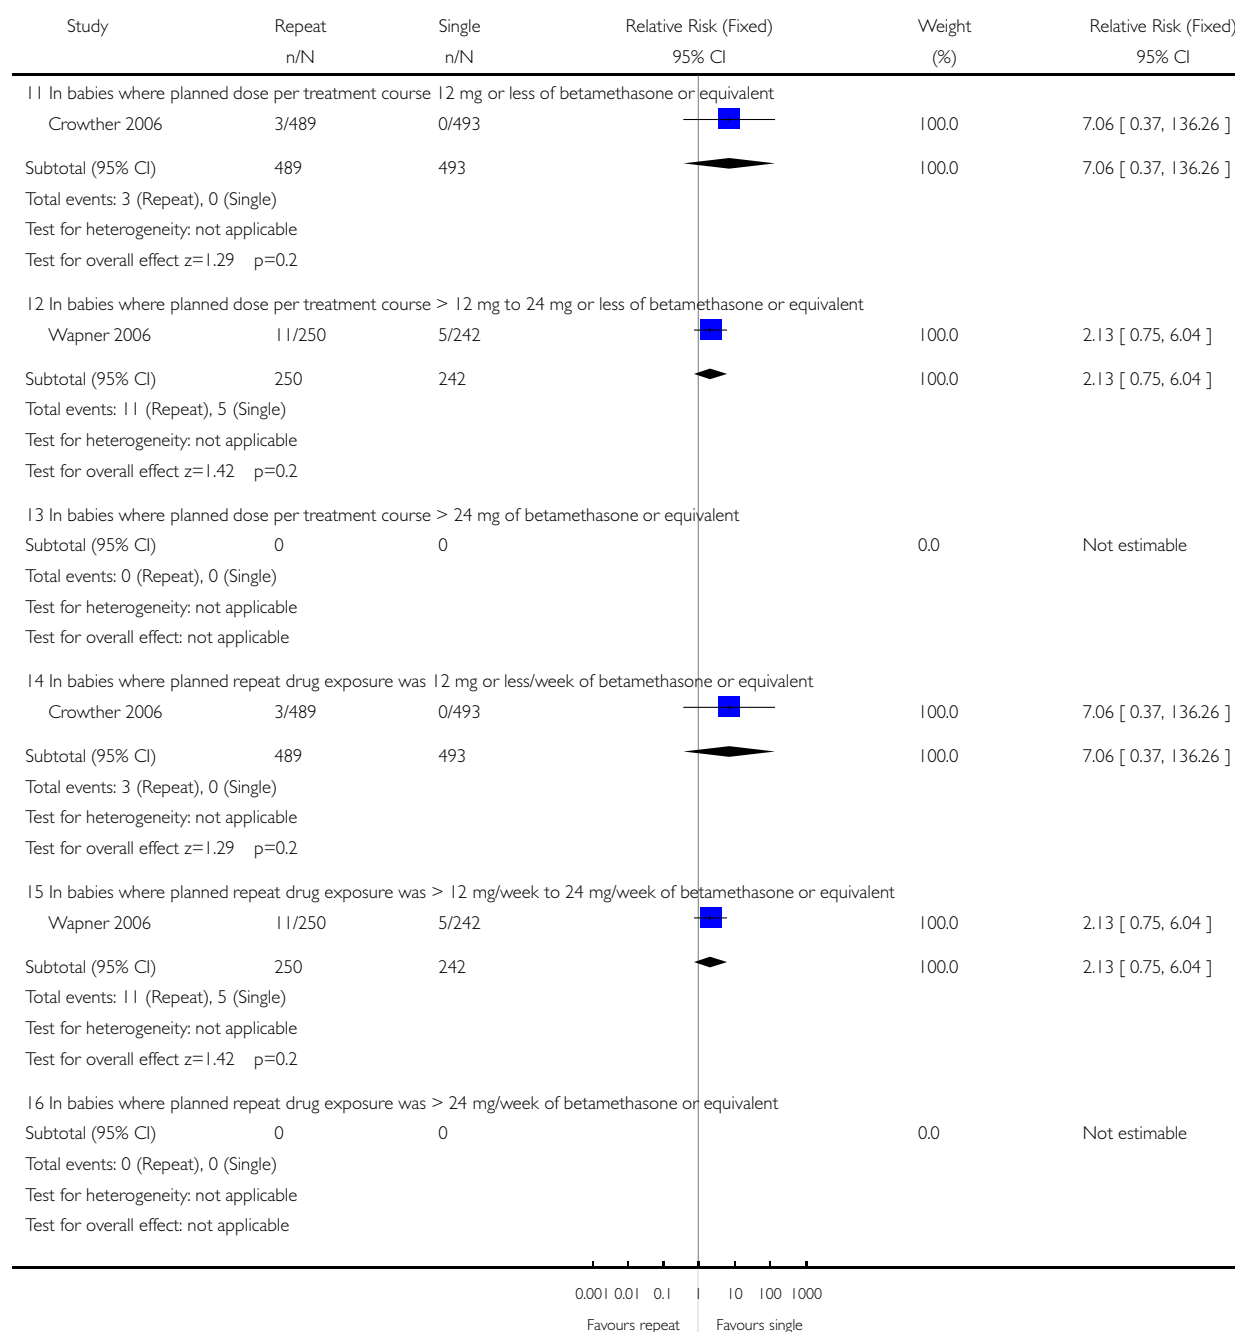 Study Repeat Single Relative Risk (Fixed) Weight Relative Risk (Fixed)
n/N n/N 95% CI (%) 95% CI
11 In babies where planned dose per treatment course 12 mg or less of betamethasone or equivalent
Crowther 2006 3/489 0/493 100.0 7.06 [ 0.37, 136.26 ]
Subtotal (95% CI) 489 493 100.0 7.06 [ 0.37, 136.26 ]
Total events: 3 (Repeat), 0 (Single)
Test for heterogeneity: not applicable
Test for overall effect z=1.29 p=0.2
12 In babies where planned dose per treatment course > 12 mg to 24 mg or less of betamethasone or equivalent
Wapner 2006 11/250 5/242 100.0 2.13 [ 0.75, 6.04 ]
Subtotal (95% CI) 250 242 100.0 2.13 [ 0.75, 6.04 ]
Total events: 11 (Repeat), 5 (Single)
Test for heterogeneity: not applicable
Test for overall effect z=1.42 p=0.2
13 In babies where planned dose per treatment course > 24 mg of betamethasone or equivalent
Subtotal (95% CI) 0 0 0.0 Not estimable
Total events: 0 (Repeat), 0 (Single)
Test for heterogeneity: not applicable
Test for overall effect: not applicable
14 In babies where planned repeat drug exposure was 12 mg or less/week of betamethasone or equivalent
Crowther 2006 3/489 0/493 100.0 7.06 [ 0.37, 136.26 ]
Subtotal (95% CI) 489 493 100.0 7.06 [ 0.37, 136.26 ]
Total events: 3 (Repeat), 0 (Single)
Test for heterogeneity: not applicable
Test for overall effect z=1.29 p=0.2
15 In babies where planned repeat drug exposure was > 12 mg/week to 24 mg/week of betamethasone or equivalent
Wapner 2006 11/250 5/242 100.0 2.13 [ 0.75, 6.04 ]
Subtotal (95% CI) 250 242 100.0 2.13 [ 0.75, 6.04 ]
Total events: 11 (Repeat), 5 (Single)
Test for heterogeneity: not applicable
Test for overall effect z=1.42 p=0.2
16 In babies where planned repeat drug exposure was > 24 mg/week of betamethasone or equivalent
Subtotal (95% CI) 0 0 0.0 Not estimable
Total events: 0 (Repeat), 0 (Single)
Test for heterogeneity: not applicable
Test for overall effect: not applicable
0.001 0.01 0.1 1 10 100 1000
Favours repeat Favours single